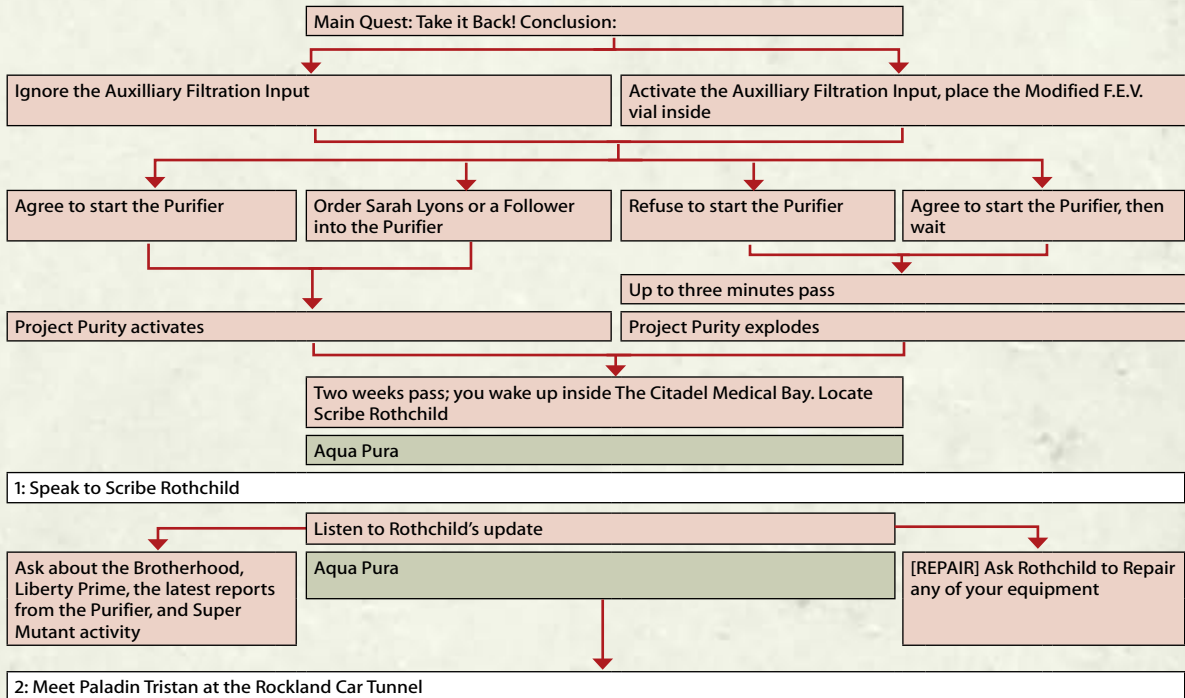 Main Quest: Take it Back! Conclusion:
Ignore the Auxilliary Filtration Input
Activate the Auxilliary Filtration Input, place the Modified F.E.V.
vial inside
Agree to start the Purifier
Order Sarah Lyons or a Follower
into the Purifier
Refuse to start the Purifier
Agree to start the Purifier, then
wait
Up to three minutes pass
Project Purity activates
Project Purity explodes
Two weeks pass; you wake up inside The Citadel Medical Bay. Locate
Scribe Rothchild
Aqua Pura
1: Speak to Scribe Rothchild
Listen to Rothchild's update
Ask about the Brotherhood,
Liberty Prime, the latest reports
from the Purifier, and Super
Mutant activity
Aqua Pura
[REPAIR] Ask Rothchild to Repair
any of your equipment
2: Meet Paladin Tristan at the Rockland Car Tunnel